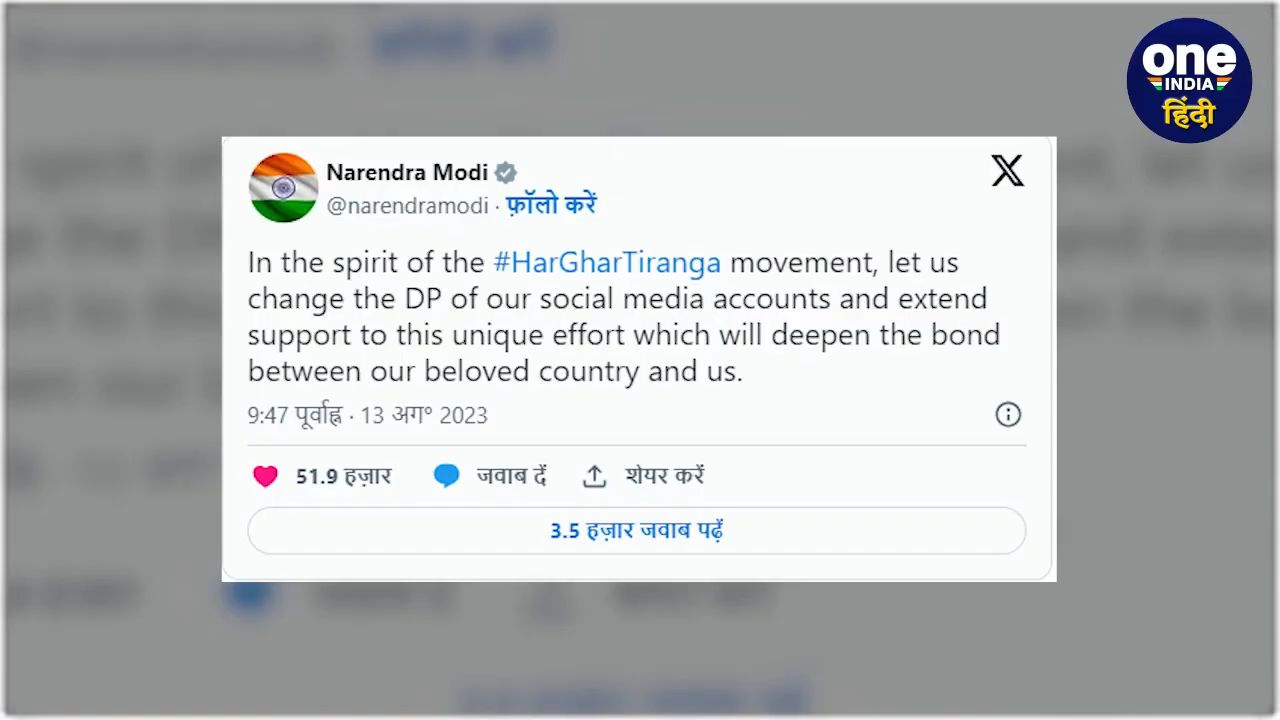 one
INDIA
हिंदी
Narendra Modi
X
@narendramodi · फ़ॉलो करें
In the spirit of the #HarGharTiranga movement, let us
change the DP of our social media accounts and extend
support to this unique effort which will deepen the bond
between our beloved country and us.
9:47 पूर्वाह्न · 13 अग॰ 2023
51.9 हज़ार जवाब दें शेयर करें
3.5 हज़ार जवाब पढ़ें